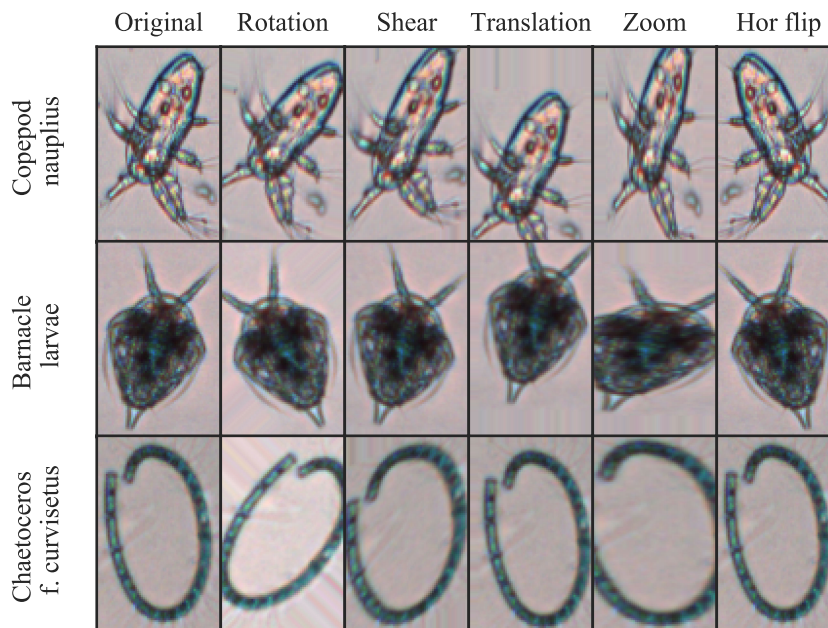 Original Rotation Shear Translation Zoom Hor flip
Copepod
nauplius
Barnacle
larvae
Chaetoceros
f. curvisetus